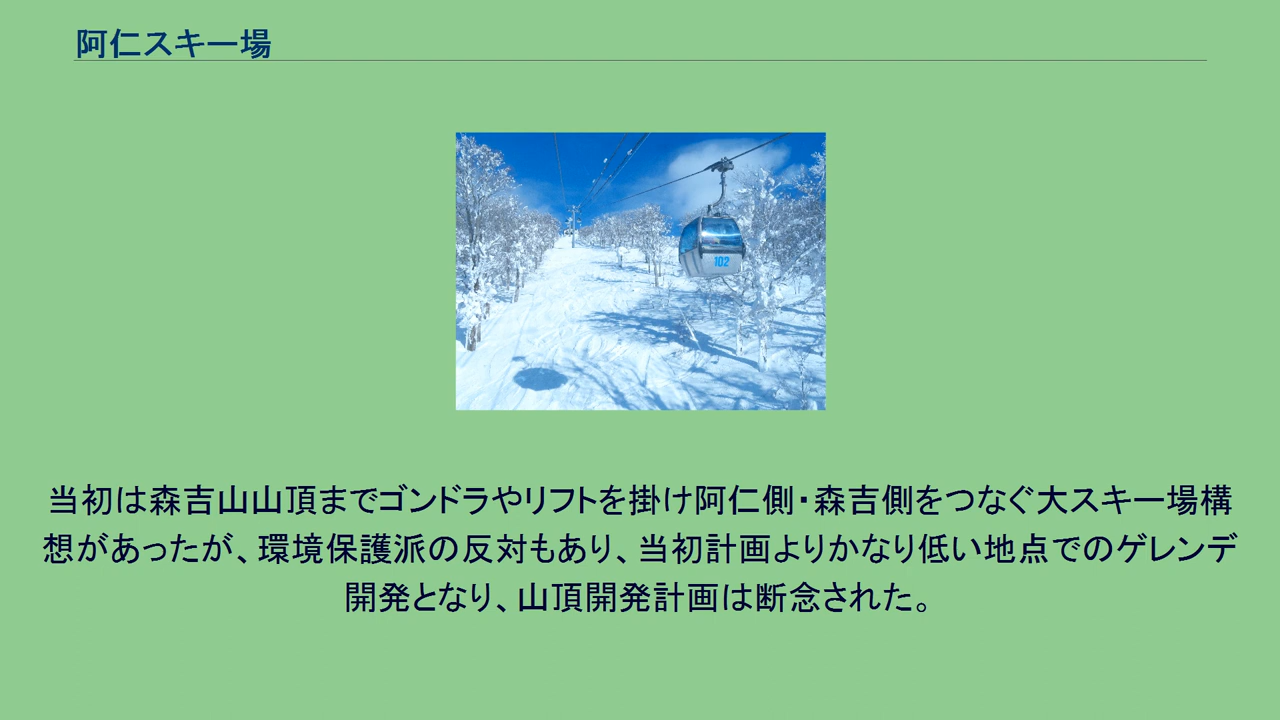 阿仁スキー場
102
当初は森吉山山頂までゴンドラやリフトを掛け阿仁側・森吉側をつなぐ大スキー場構
想があったが、環境保護派の反対もあり、当初計画よりかなり低い地点でのゲレンデ
開発となり、山頂開発計画は断念された。